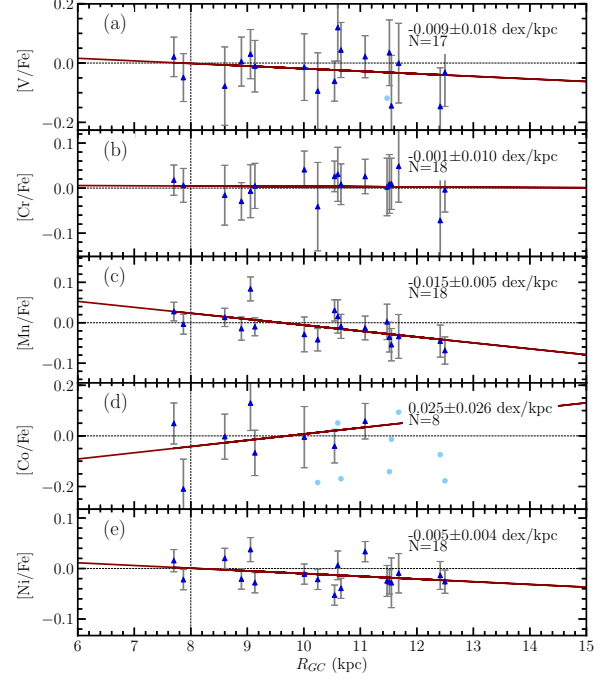 0.2
(a)
-0.009±0.018 dex/kpc
N=17
[V/Fe]
0.0
−0.2
(b)
-0.001±0.010 dex/kpc
N=18
0.1
[Cr/Fe]
0.0
−0.1
(c)
-0.015±0.005 dex/kpc
N=18
0.1
[Mn/Fe]
0.0
−0.1
0.2
(d)
0.025±0.026 dex/kpc
N=8
[Co/Fe]
0.0
−0.2
(e)
-0.005±0.004 dex/kpc
N=18
0.1
[Ni/Fe]
0.0
−0.1
6 7 8 9 10 11 12 13 14 15
R_GC (kpc)